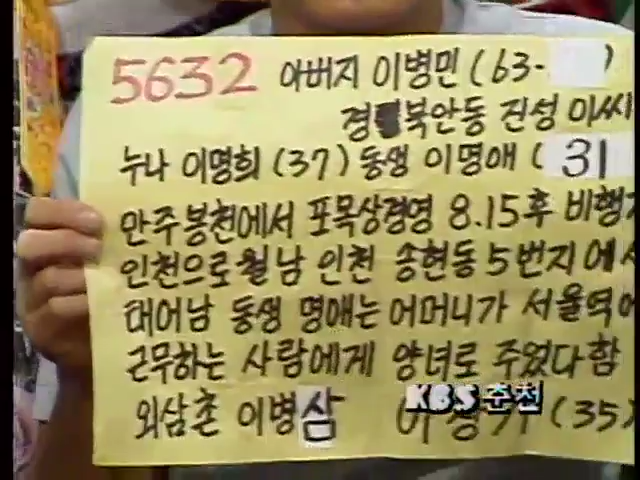 5632 아버지 이병민 (63- )
경북안동 진성 이씨
누나 이명희 (37) 동생 이명애 ( 31
만주봉천에서 포목상경영 8.15후 비행
인천으로 월남 인천 송현동 5번지에서
태어남 동생 명애는 어머니가 서울역에
근무하는 사람에게 양녀로 주었다함
외삼촌 이병삼 (35)
KBS 춘천